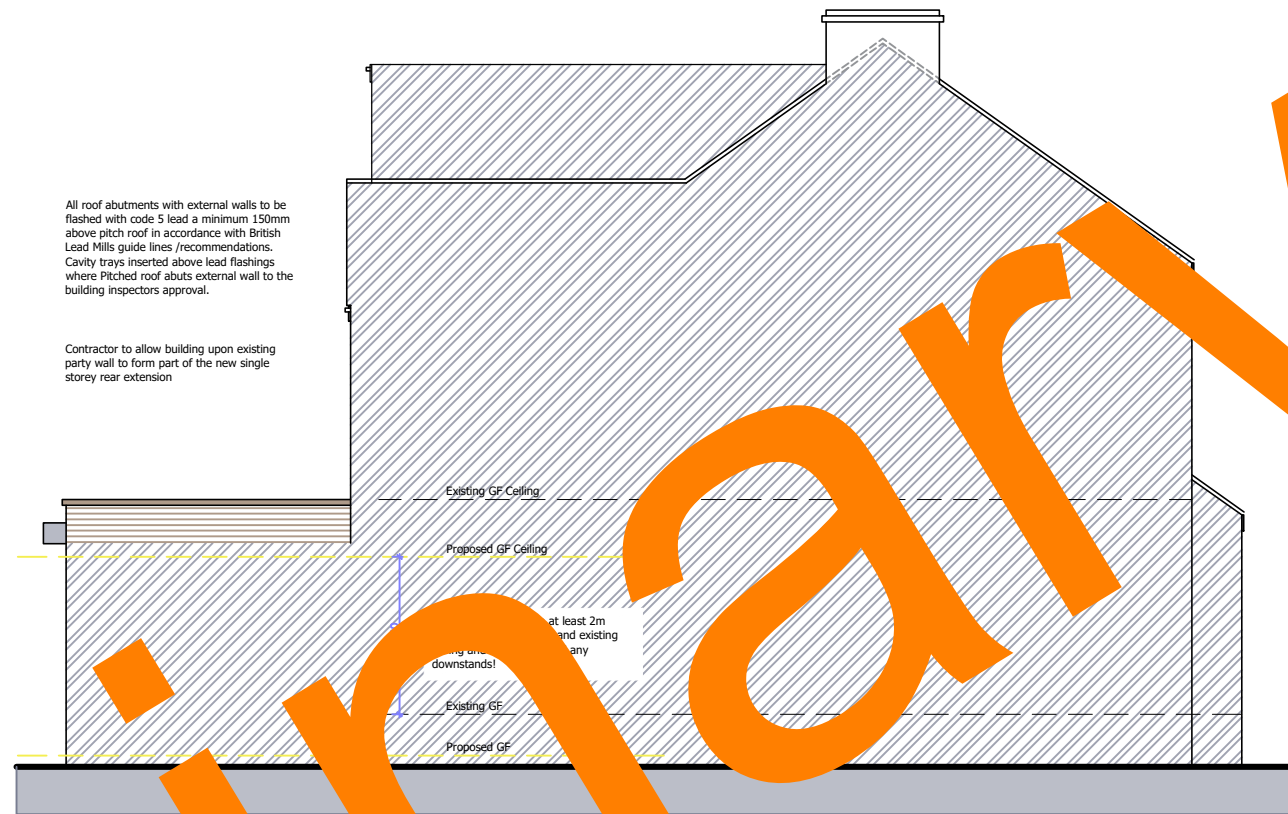 All roof abutments with external walls to be
flashed with code 5 lead a minimum 150mm
above pitch roof in accordance with British
Lead Mills guide lines /recommendations.
Cavity trays inserted above lead flashings
where Pitched roof abuts external wall to the
building inspectors approval.
Contractor to allow building upon existing
party wall to form part of the new single
storey rear extension
Existing GF Ceiling
Proposed GF Ceiling
at least 2m
and existing
and any
downstands!
Existing GF
Proposed GF
inary